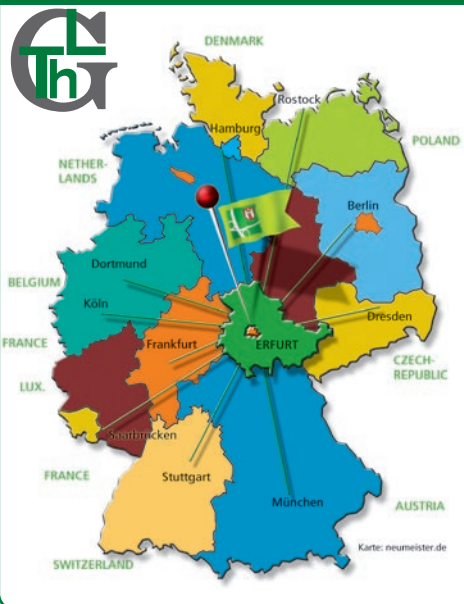 G Th L
DENMARK
Rostock
Hamburg
POLAND
NETHER-
LANDS
Berlin
Dortmund
BELGIUM
Köln
Dresden
FRANCE
Frankfurt
ERFURT
CZECH-
REPUBLIC
LUX.
Saarbrücken
FRANCE
Stuttgart
München
AUSTRIA
Karte: neumeister.de
SWITZERLAND